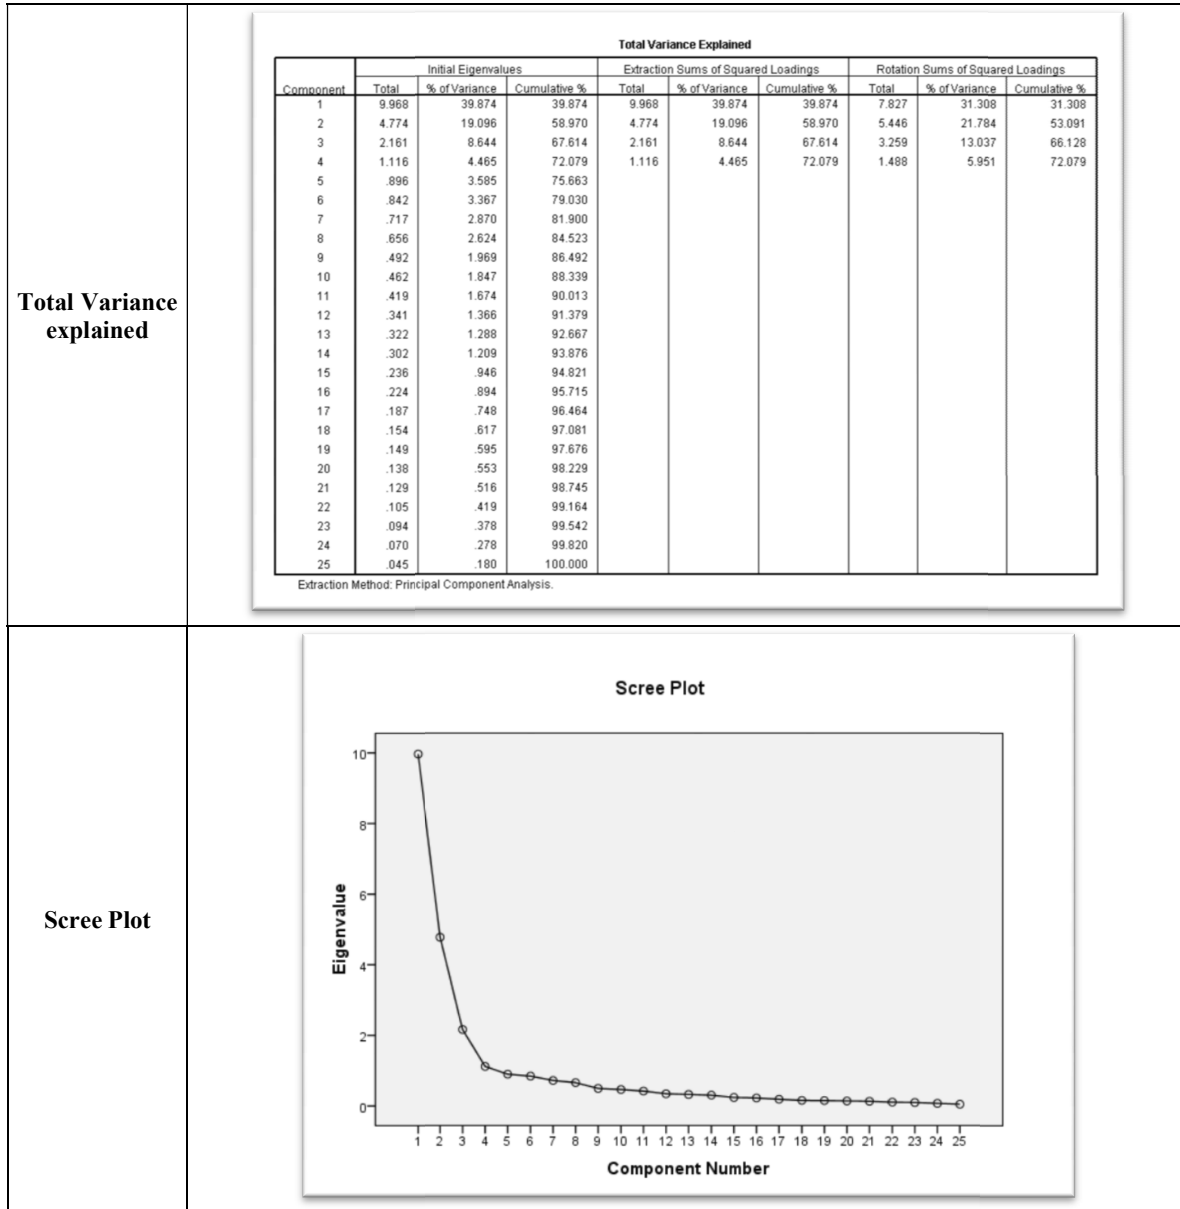 Total Variance
explained
Total Variance Explained
Initial Eigenvalues Extraction Sums of Squared Loadings Rotation Sums of Squared Loadings
Component Total % of Variance Cumulative % Total % of Variance Cumulative % Total % of Variance Cumulative %
1 9.968 39.874 39.874 9.968 39.874 39.874 7.827 31.308 31.308
2 4.774 19.096 58.970 4.774 19.096 58.970 5.446 21.784 53.091
3 2.161 8.644 67.614 2.161 8.644 67.614 3.259 13.037 66.128
4 1.116 4.465 72.079 1.116 4.465 72.079 1.488 5.951 72.079
5 .896 3.585 75.663
6 .842 3.367 79.030
7 .717 2.870 81.900
8 .656 2.624 84.523
9 .492 1.969 86.492
10 .462 1.847 88.339
11 .419 1.674 90.013
12 .341 1.366 91.379
13 .322 1.288 92.667
14 .302 1.209 93.876
15 .236 .946 94.821
16 .224 .894 95.715
17 .187 .748 96.464
18 .154 .617 97.081
19 .149 .595 97.676
20 .138 .553 98.229
21 .129 .516 98.745
22 .105 .419 99.164
23 .094 .378 99.542
24 .070 .278 99.820
25 .045 .180 100.000
Extraction Method: Principal Component Analysis.
Scree Plot
Scree Plot
Eigenvalue
10
8
6
4
2
0
1 2 3 4 5 6 7 8 9 10 11 12 13 14 15 16 17 18 19 20 21 22 23 24 25
Component Number